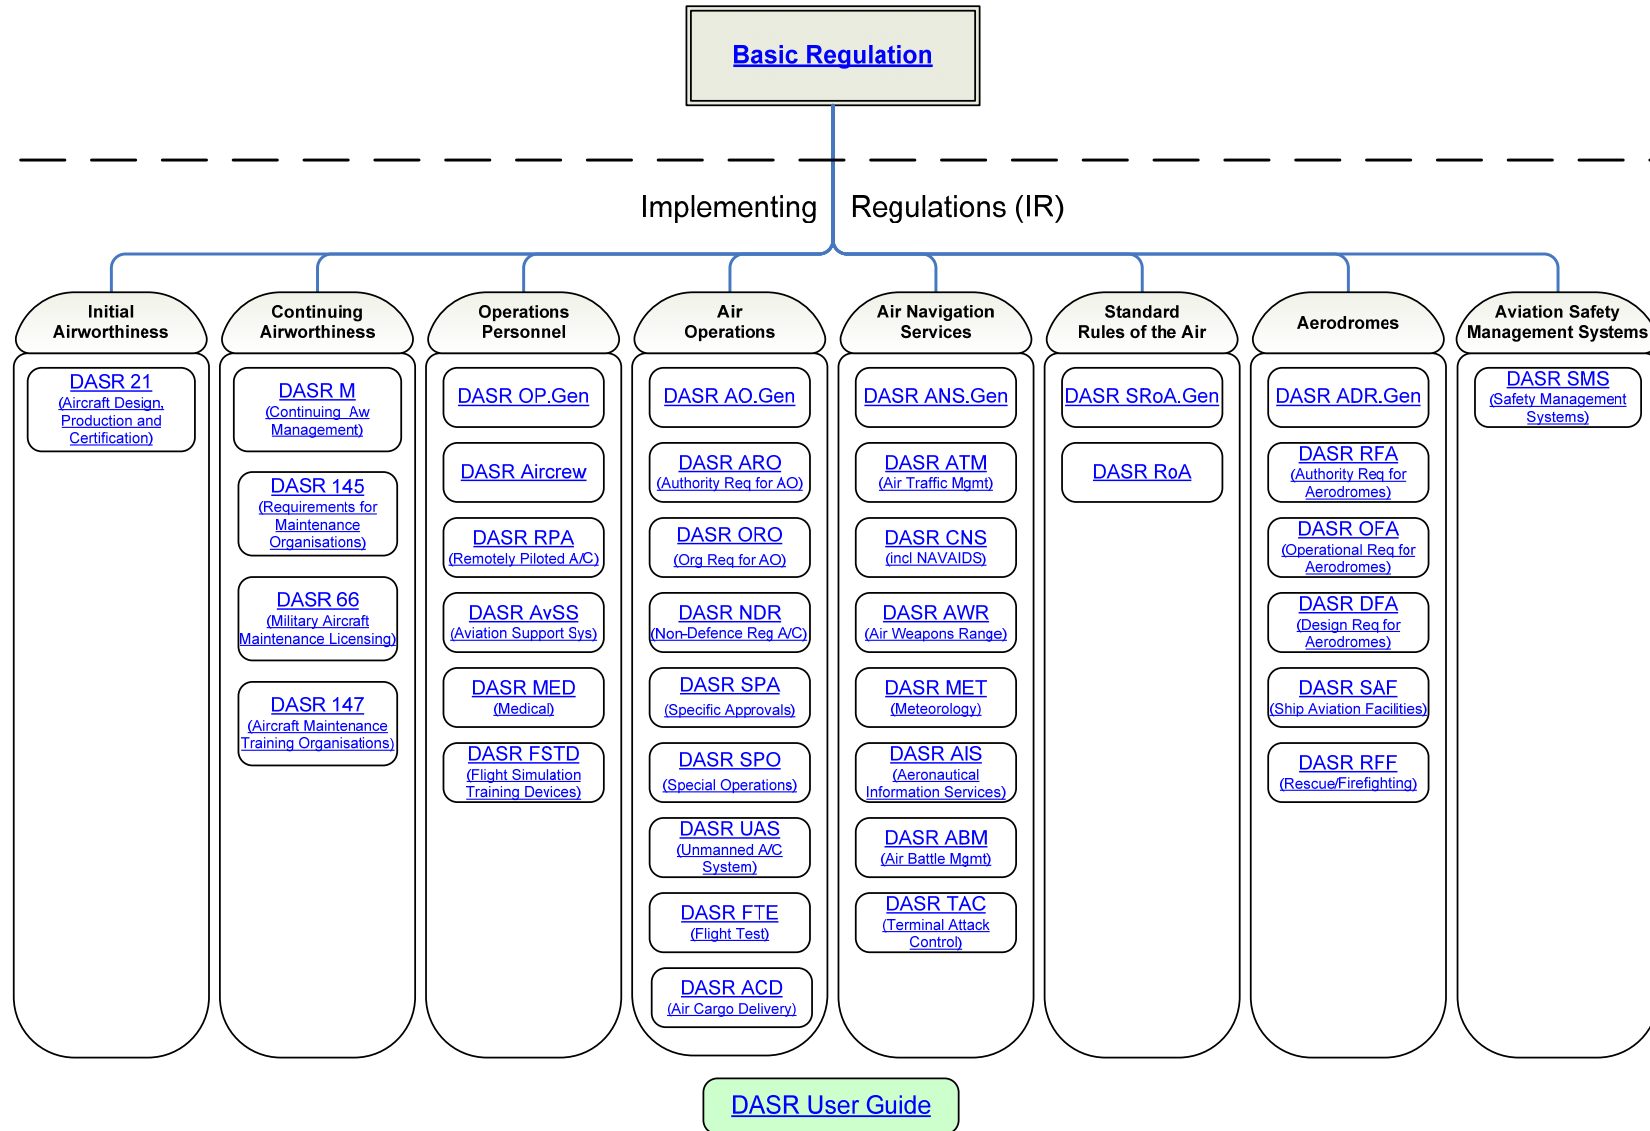 Basic Regulation
Implementing Regulations (IR)
Initial
Airworthiness
DASR 21
(Aircraft Design,
Production and
Certification)
Continuing
Airworthiness
DASR M
(Continuing Aw
Management)
DASR 145
(Requirements for
Maintenance
Organisations)
DASR 66
(Military Aircraft
Maintenance Licensing)
DASR 147
(Aircraft Maintenance
Training Organisations)
Operations
Personnel
DASR OP.Gen
DASR Aircrew
DASR RPA
(Remotely Piloted A/C)
DASR AvSS
(Aviation Support Sys)
DASR MED
(Medical)
DASR FSTD
(Flight Simulation
Training Devices)
Air
Operations
DASR AO.Gen
DASR ARO
(Authority Req for AO)
DASR ORO
(Org Req for AO)
DASR NDR
(Non-Defence Reg A/C)
DASR SPA
(Specific Approvals)
DASR SPO
(Special Operations)
DASR UAS
(Unmanned A/C
System)
DASR FTE
(Flight Test)
DASR ACD
(Air Cargo Delivery)
Air Navigation
Services
DASR ANS.Gen
DASR ATM
(Air Traffic Mgmt)
DASR CNS
(incl NAVAIDS)
DASR AWR
(Air Weapons Range)
DASR MET
(Meteorology)
DASR AIS
(Aeronautical
Information Services)
DASR ABM
(Air Battle Mgmt)
DASR TAC
(Terminal Attack
Control)
Standard
Rules of the Air
DASR SRoA.Gen
DASR RoA
Aerodromes
DASR ADR.Gen
DASR RFA
(Authority Req for
Aerodromes)
DASR OFA
(Operational Req for
Aerodromes)
DASR DFA
(Design Req for
Aerodromes)
DASR SAF
(Ship Aviation Facilities)
DASR RFF
(Rescue/Firefighting)
Aviation Safety
Management Systems
DASR SMS
(Safety Management
Systems)
DASR User Guide